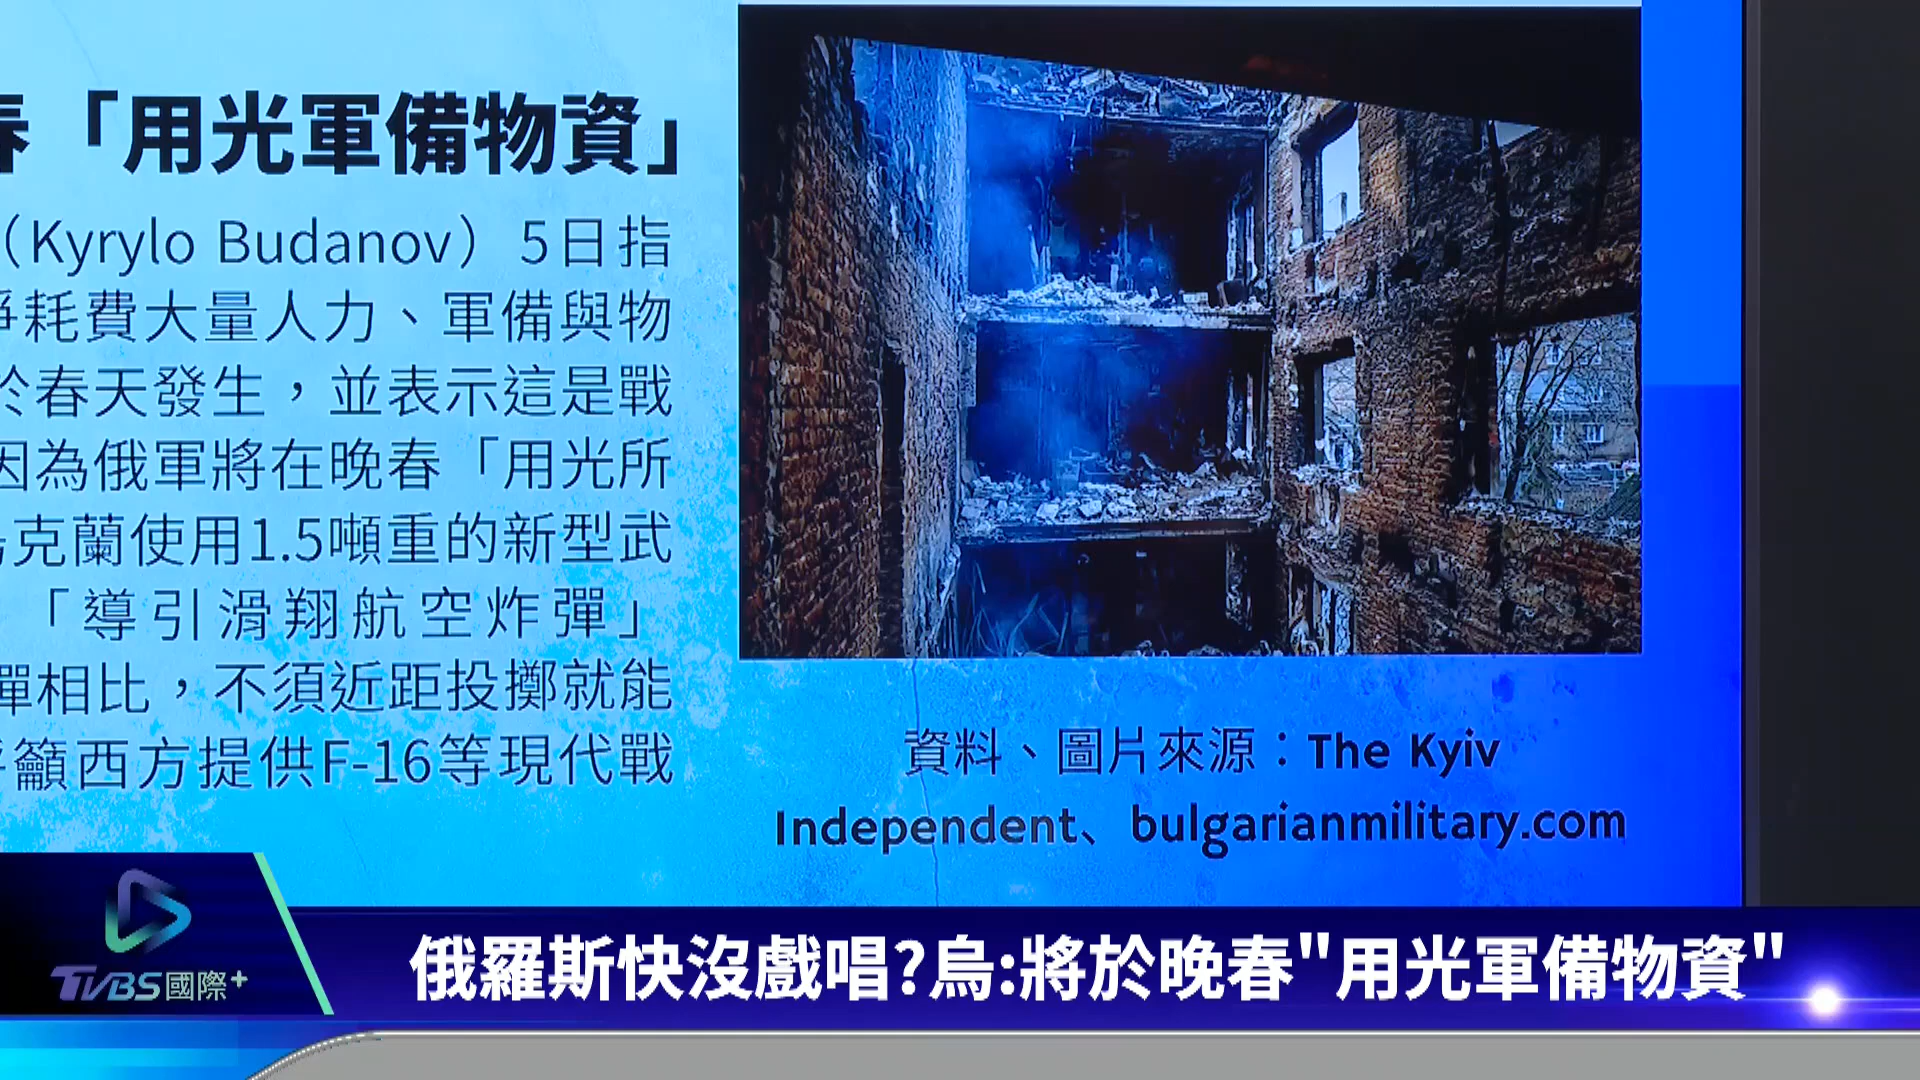 春「用光軍備物資」
（Kyrylo Budanov）5日指
爭耗費大量人力、軍備與物
於春天發生，並表示這是戰
因為俄軍將在晚春「用光所
烏克蘭使用1.5噸重的新型武
「導引滑翔航空炸彈」
彈相比，不須近距投擲就能
呼籲西方提供F-16等現代戰
資料、圖片來源：The Kyiv
Independent、bulgarianmilitary.com
TVBS國際+
俄羅斯快沒戲唱?烏:將於晚春"用光軍備物資"